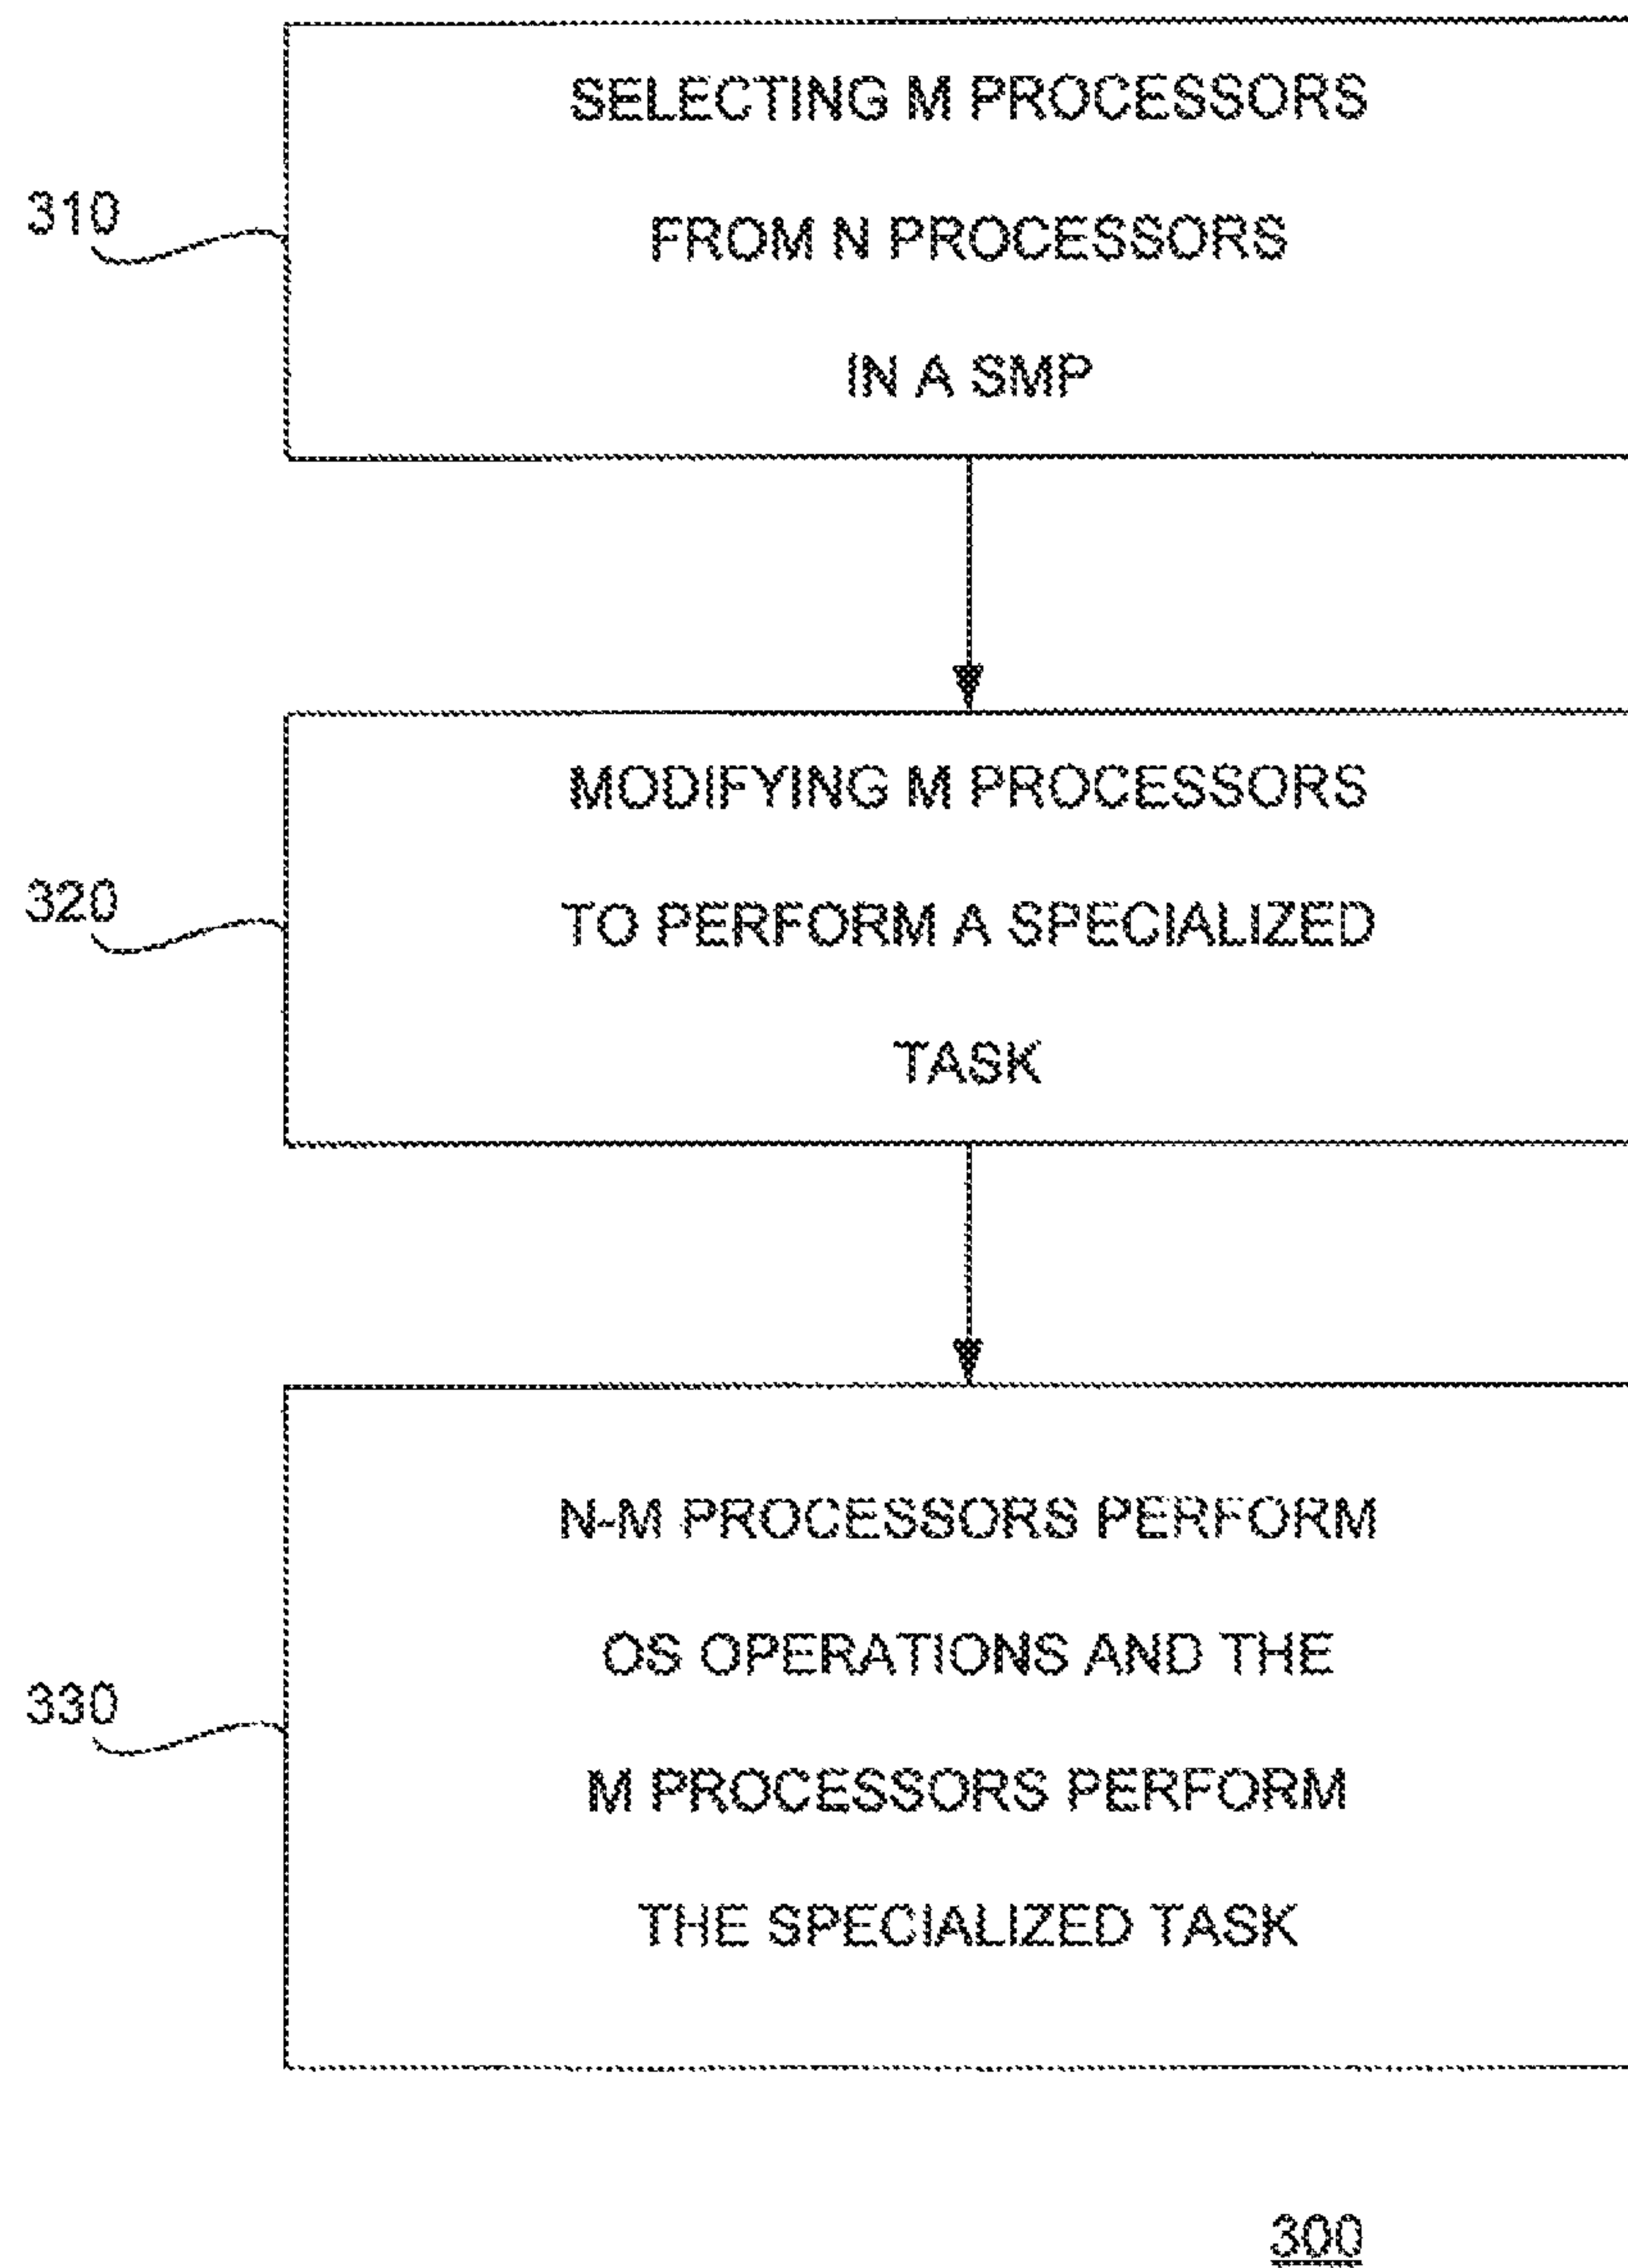 SELECTING M PROCESSORS
FROM N PROCESSORS
IN A SMP
310
MODIFYING M PROCESSORS
TO PERFORM A SPECIALIZED
TASK
320
N-M PROCESSORS PERFORM
OS OPERATIONS AND THE
M PROCESSORS PERFORM
THE SPECIALIZED TASK
330
300